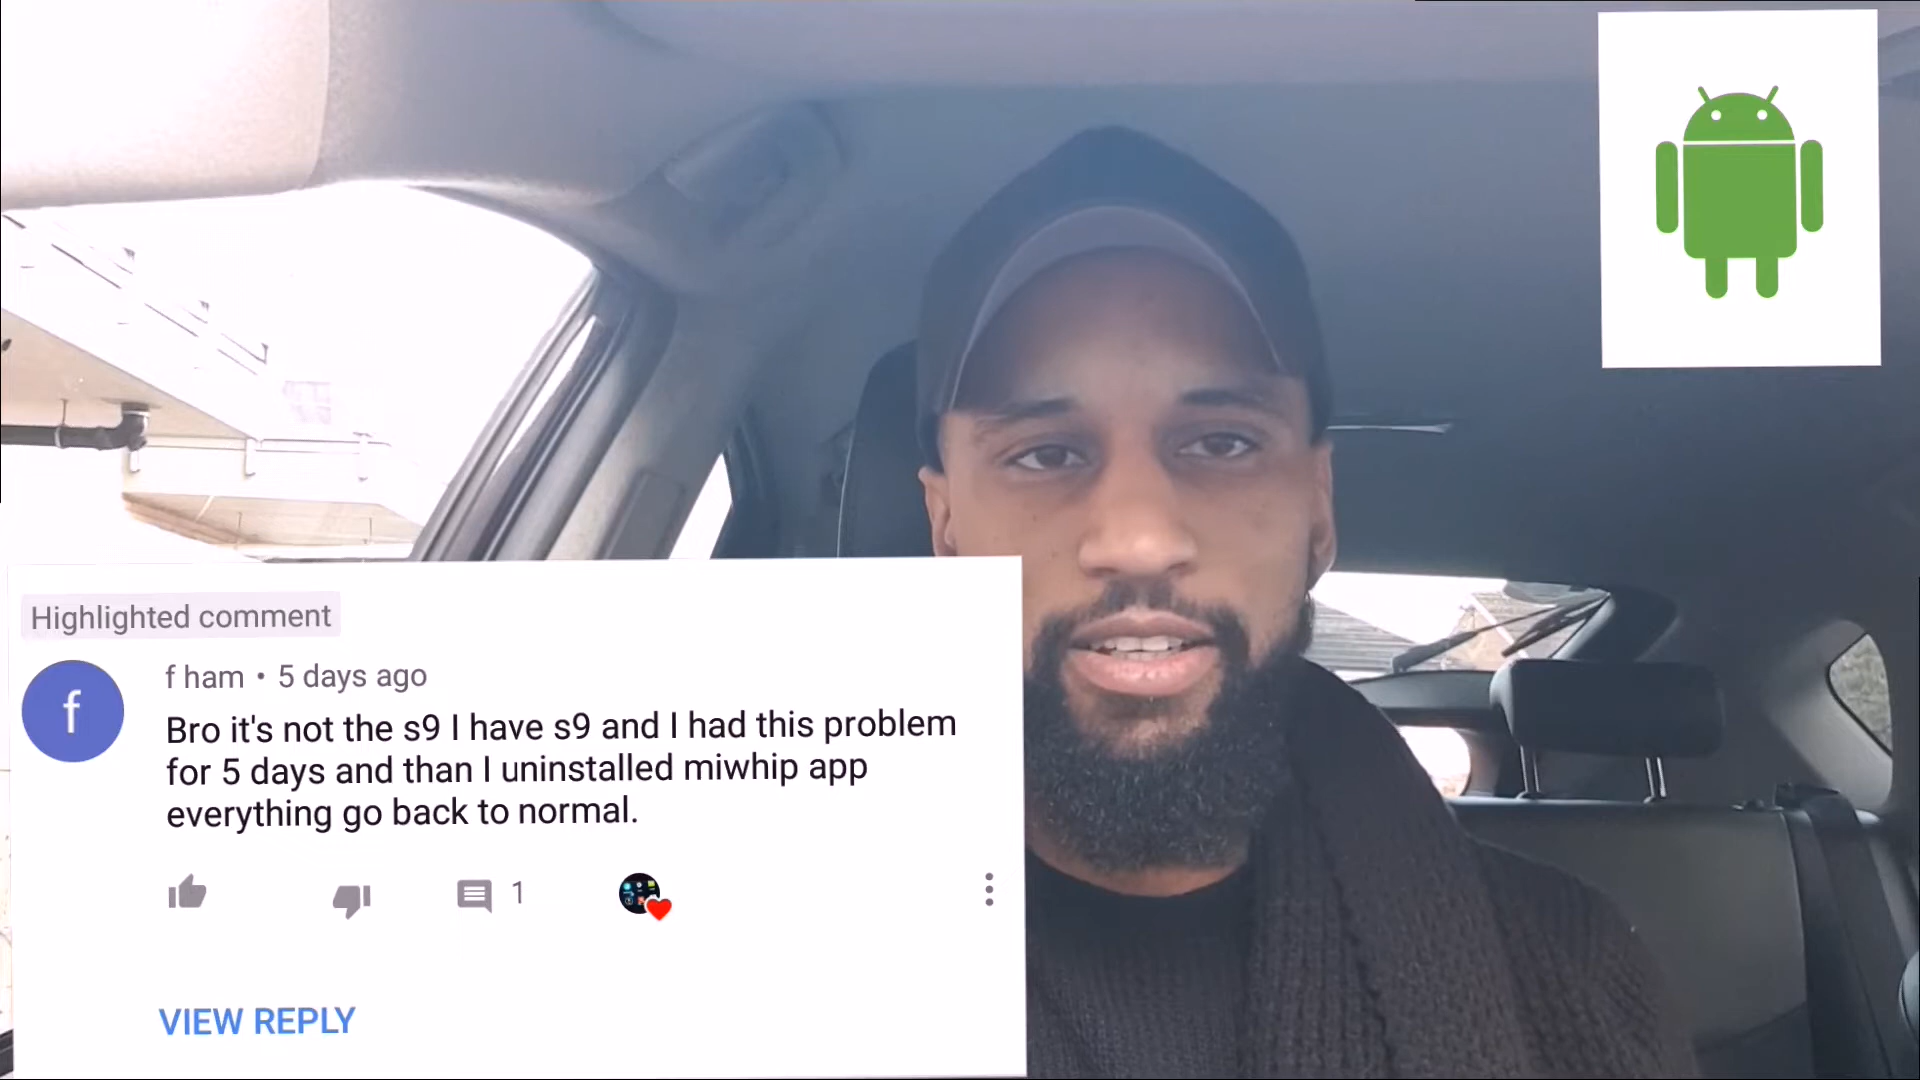 Highlighted comment
f
f ham • 5 days ago
Bro it's not the s9 I have s9 and I had this problem
for 5 days and than I uninstalled miwhip app
everything go back to normal.
1
VIEW REPLY